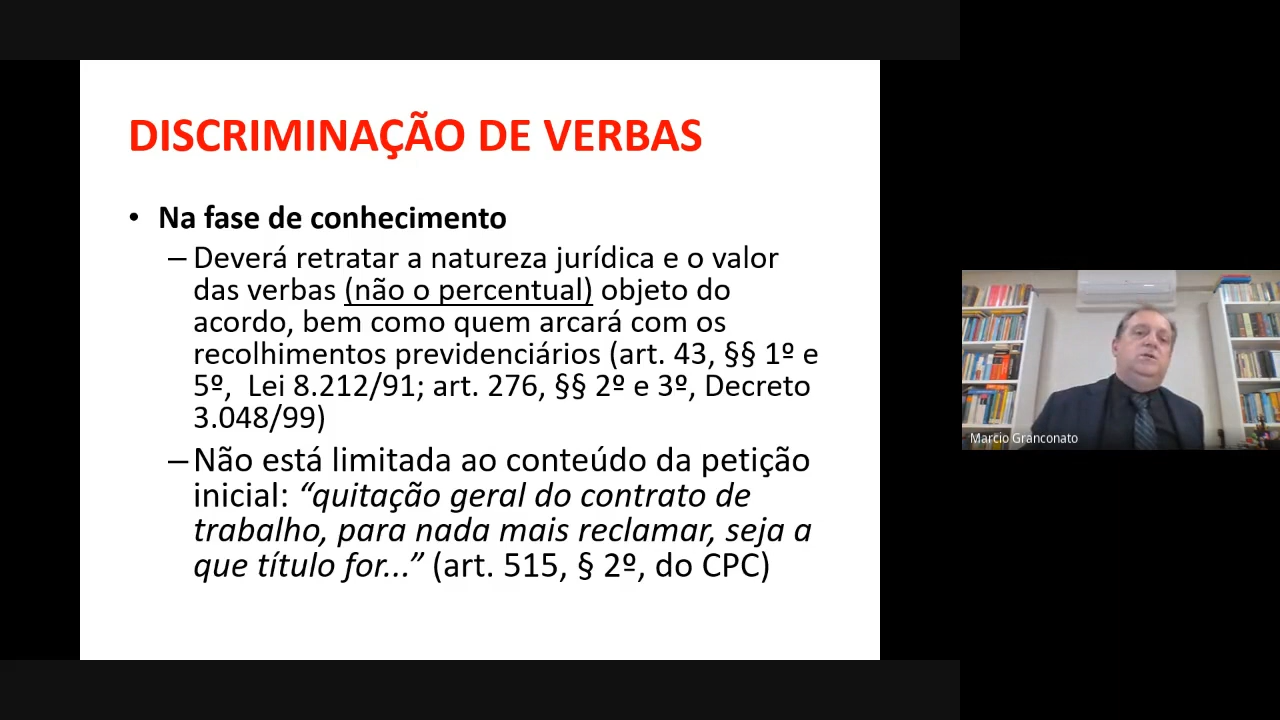 DISCRIMINAÇÃO DE VERBAS
• Na fase de conhecimento
– Deverá retratar a natureza jurídica e o valor
das verbas (não o percentual) objeto do
acordo, bem como quem arcará com os
recolhimentos previdenciários (art. 43, §§ 1º e
5º, Lei 8.212/91; art. 276, §§ 2º e 3º, Decreto
3.048/99)
– Não está limitada ao conteúdo da petição
inicial: “quitação geral do contrato de
trabalho, para nada mais reclamar, seja a
que título for...” (art. 515, § 2º, do CPC)
Marcio Granconato